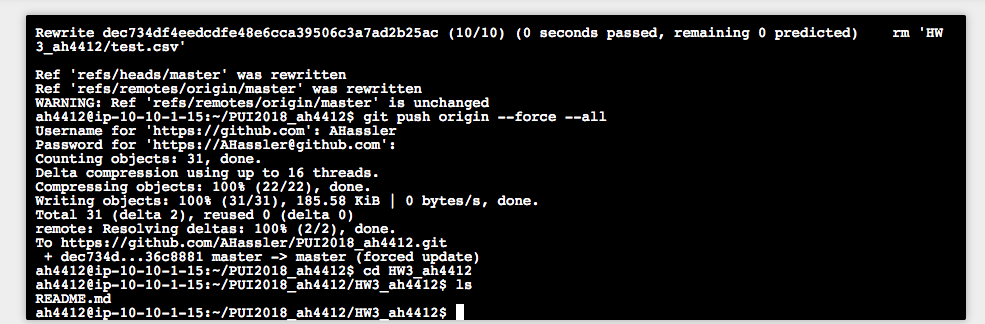 Rewrite dec734df4eedcdfe48e6cca39506c3a7ad2b25ac (10/10) (0 seconds passed, remaining 0 predicted)    rm 'HW
3_ah4412/test.csv'
Ref 'refs/heads/master' was rewritten
Ref 'refs/remotes/origin/master' was rewritten
WARNING: Ref 'refs/remotes/origin/master' is unchanged
ah4412@ip-10-10-1-15:~/PUI2018_ah4412$ git push origin --force --all
Username for 'https://github.com': AHassler
Password for 'https://AHassler@github.com':
Counting objects: 31, done.
Delta compression using up to 16 threads.
Compressing objects: 100% (22/22), done.
Writing objects: 100% (31/31), 185.58 KiB | 0 bytes/s, done.
Total 31 (delta 2), reused 0 (delta 0)
remote: Resolving deltas: 100% (2/2), done.
To https://github.com/AHassler/PUI2018_ah4412.git
 + dec734d...36c8881 master -> master (forced update)
ah4412@ip-10-10-1-15:~/PUI2018_ah4412$ cd HW3_ah4412
ah4412@ip-10-10-1-15:~/PUI2018_ah4412/HW3_ah4412$ ls
README.md
ah4412@ip-10-10-1-15:~/PUI2018_ah4412/HW3_ah4412$